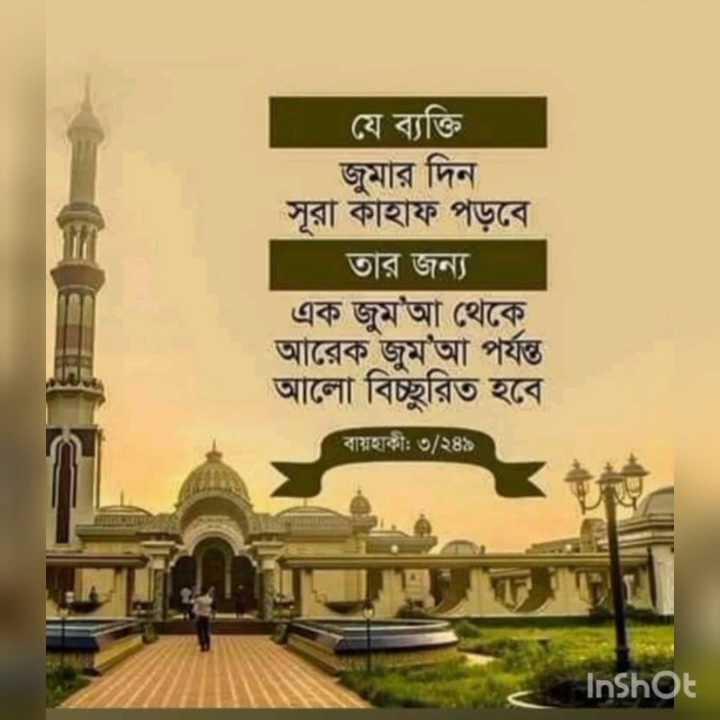 যে ব্যক্তি
জুমার দিন
সূরা কাহাফ পড়বে
তার জন্য
এক জুম'আ থেকে
আরেক জুম'আ পর্যন্ত
আলো বিচ্ছুরিত হবে
বায়হাকী: ৩/২৪৯
InShOt